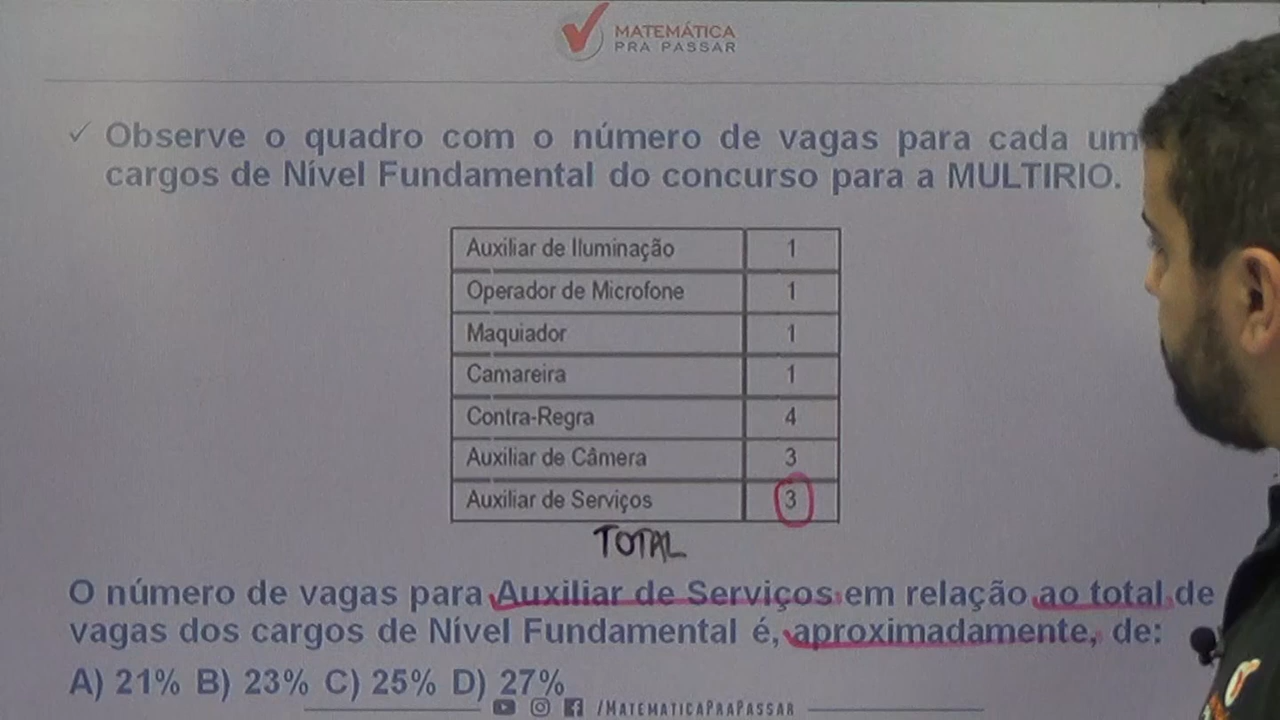 MATEMÁTICA
PRA PASSAR
✓ Observe o quadro com o número de vagas para cada um
cargos de Nível Fundamental do concurso para a MULTIRIO.
Auxiliar de Iluminação 1
Operador de Microfone 1
Maquiador 1
Camareira 1
Contra-Regra 4
Auxiliar de Câmera 3
Auxiliar de Serviços 3
TOTAL
O número de vagas para Auxiliar de Serviços em relação ao total de
vagas dos cargos de Nível Fundamental é, aproximadamente, de:
A) 21% B) 23% C) 25% D) 27%
/MATEMATICAPRAPASSAR